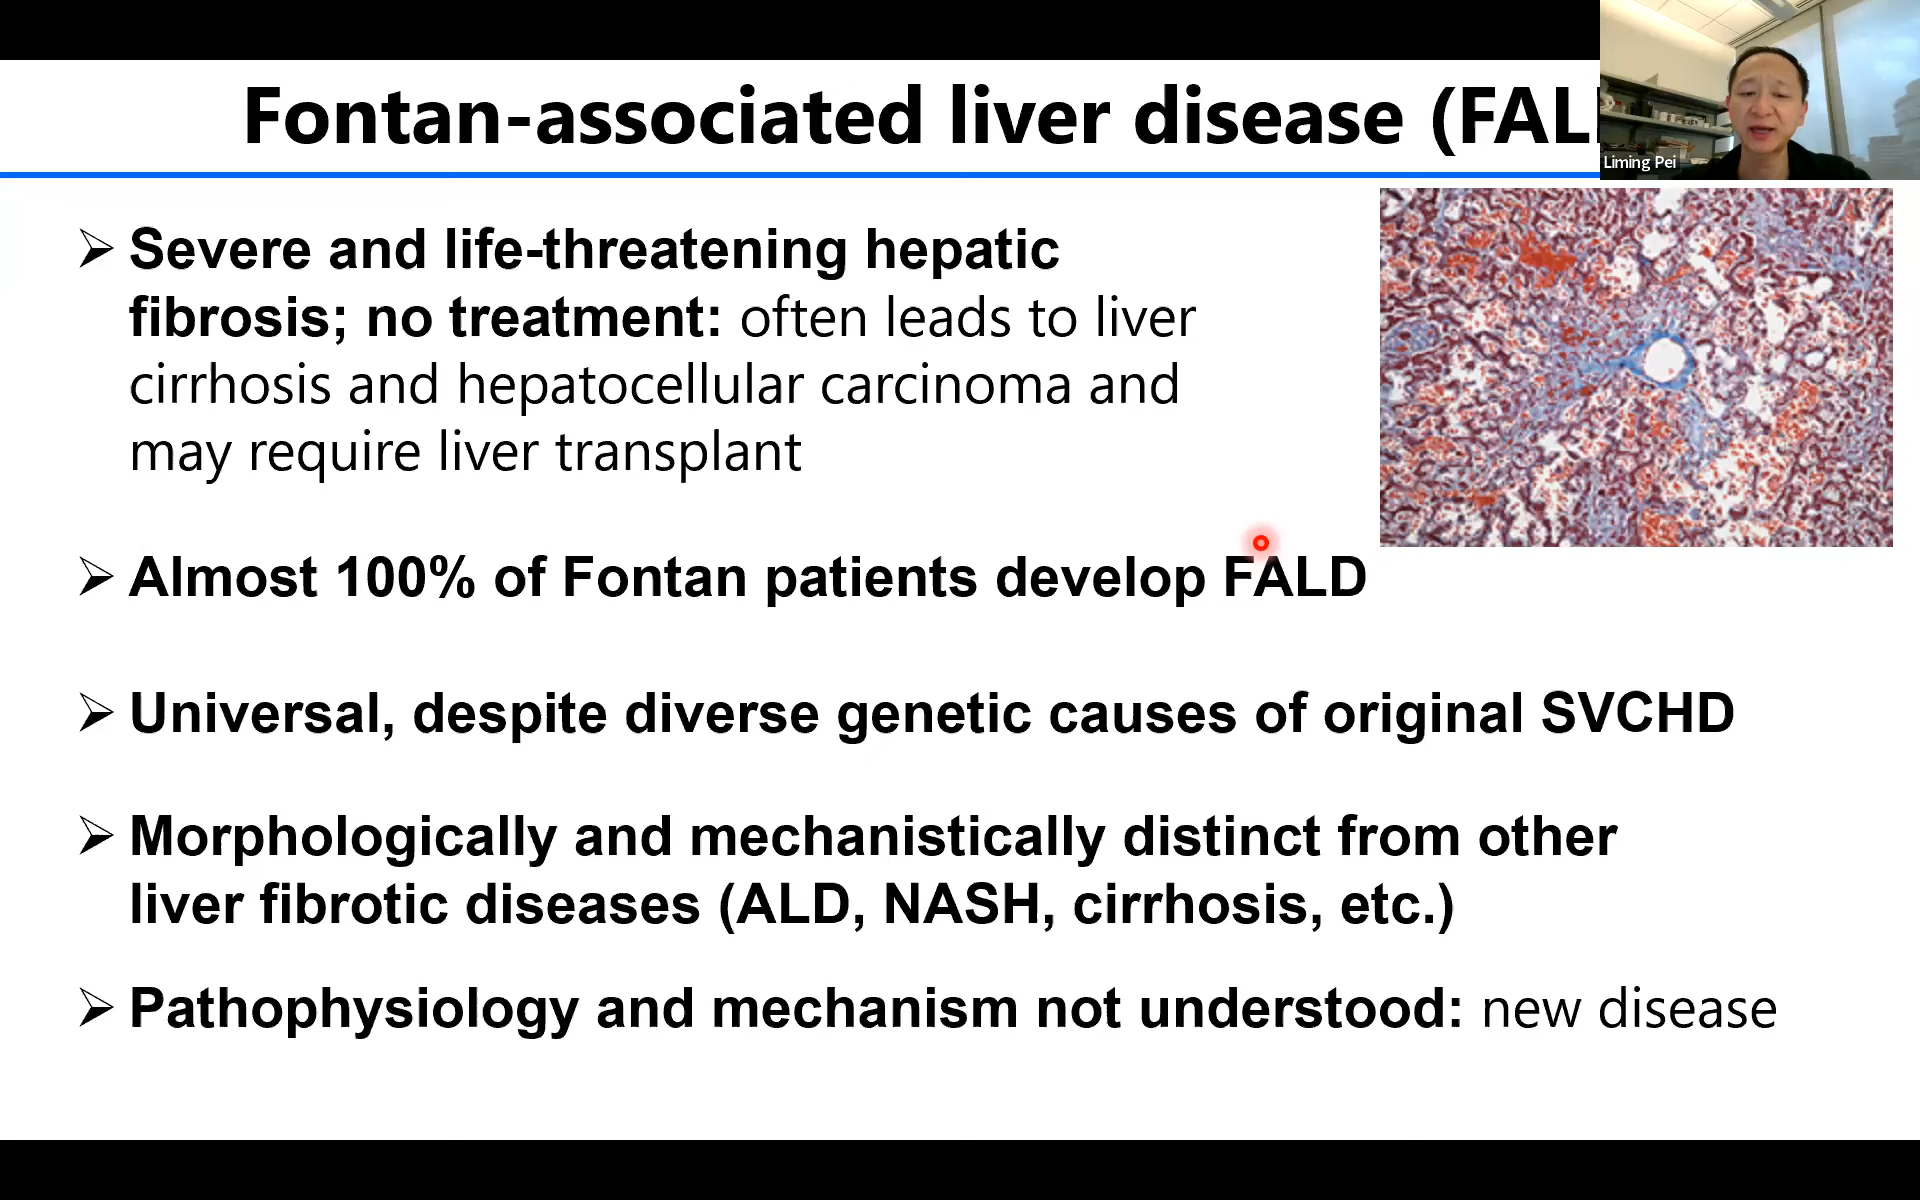 Fontan-associated liver disease (FAL
Liming Pei
Severe and life-threatening hepatic
fibrosis; no treatment: often leads to liver
cirrhosis and hepatocellular carcinoma and
may require liver transplant
Almost 100% of Fontan patients develop FALD
Universal, despite diverse genetic causes of original SVCHD
Morphologically and mechanistically distinct from other
liver fibrotic diseases (ALD, NASH, cirrhosis, etc.)
Pathophysiology and mechanism not understood: new disease